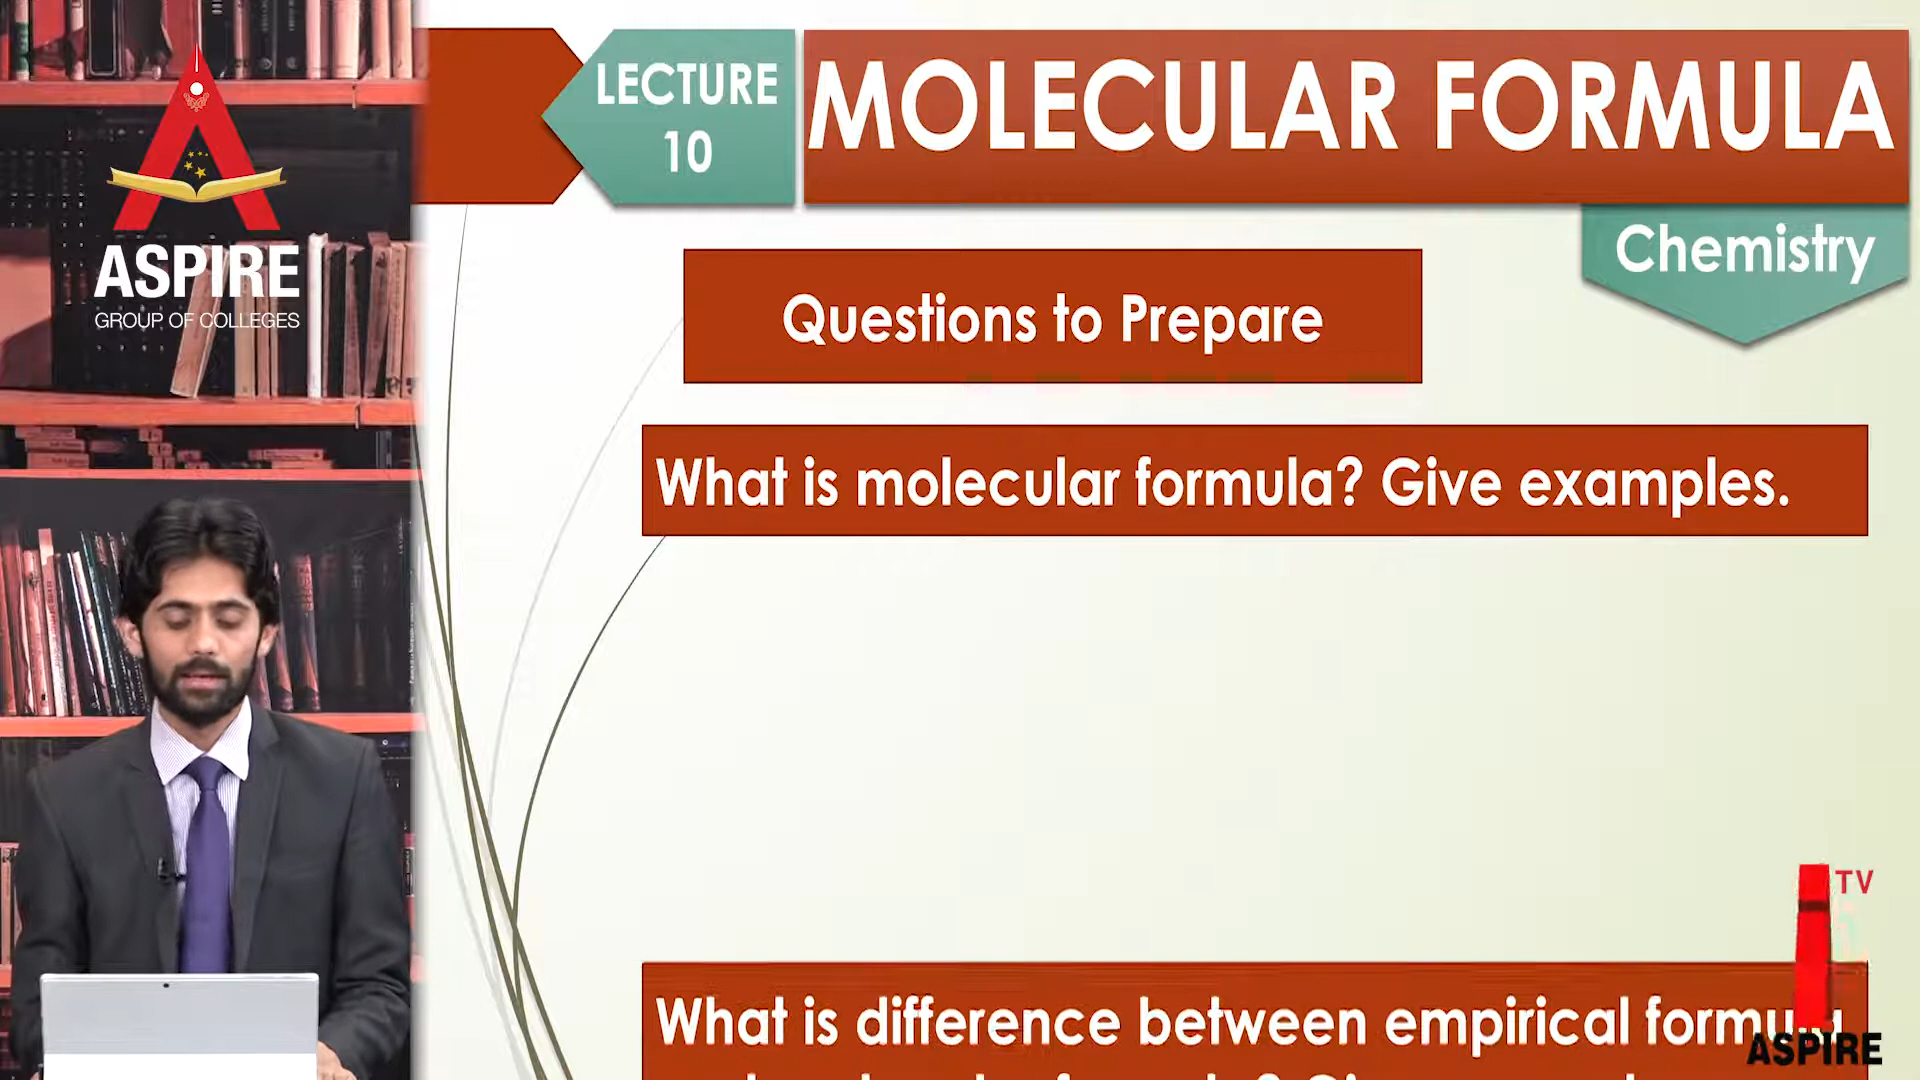 ASPIRE
GROUP OF COLLEGES
LECTURE
10
MOLECULAR FORMULA
Chemistry
Questions to Prepare
What is molecular formula? Give examples.
What is difference between empirical formula
TV
ASPIRE